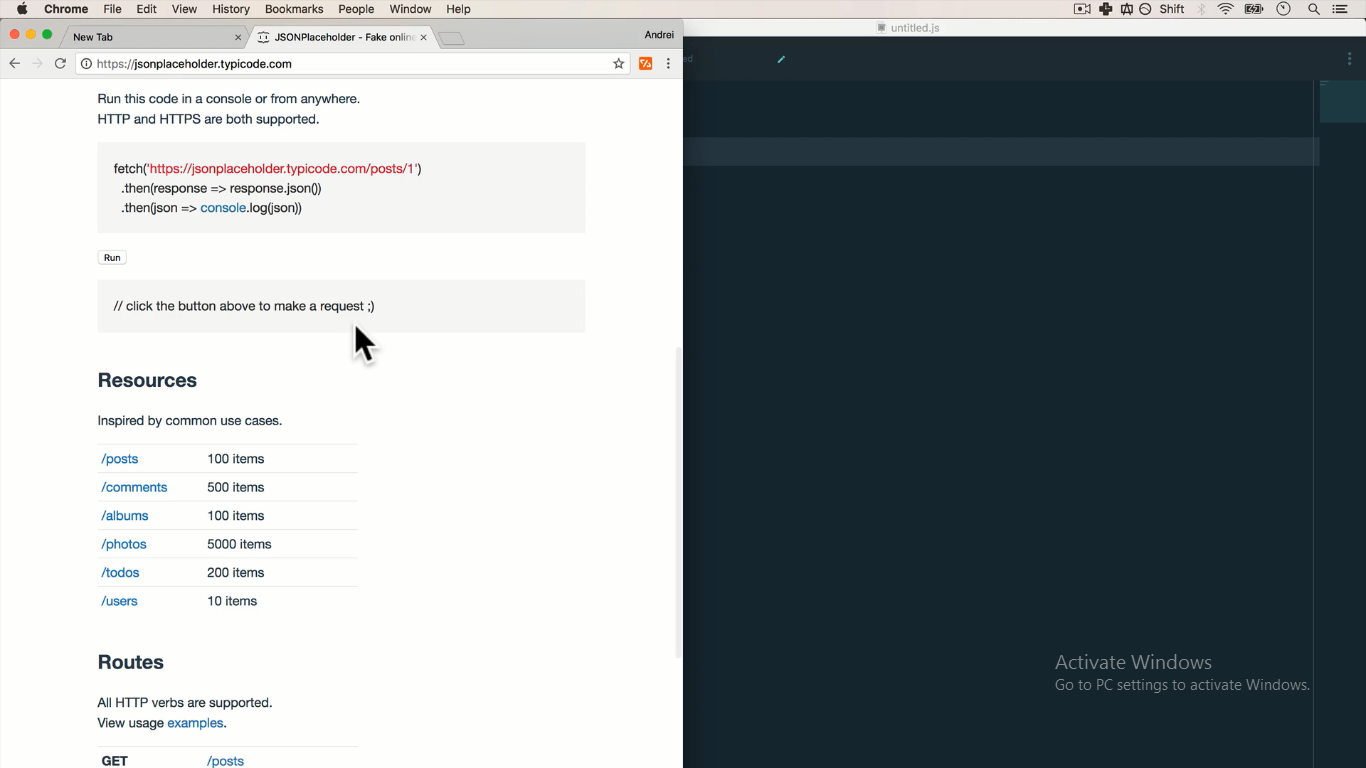 Chrome File Edit View History Bookmarks People Window Help Shift
untitled.js
New Tab
JSONPlaceholder - Fake online
Andrei
https://jsonplaceholder.typicode.com
ed
Run this code in a console or from anywhere.
HTTP and HTTPS are both supported.
fetch('https://jsonplaceholder.typicode.com/posts/1')
.then(response => response.json())
.then(json => console.log(json))
Run
// click the button above to make a request ;)
Resources
Inspired by common use cases.
/posts 100 items
/comments 500 items
/albums 100 items
/photos 5000 items
/todos 200 items
/users 10 items
Routes
All HTTP verbs are supported.
View usage examples.
GET /posts
Activate Windows
Go to PC settings to activate Windows.